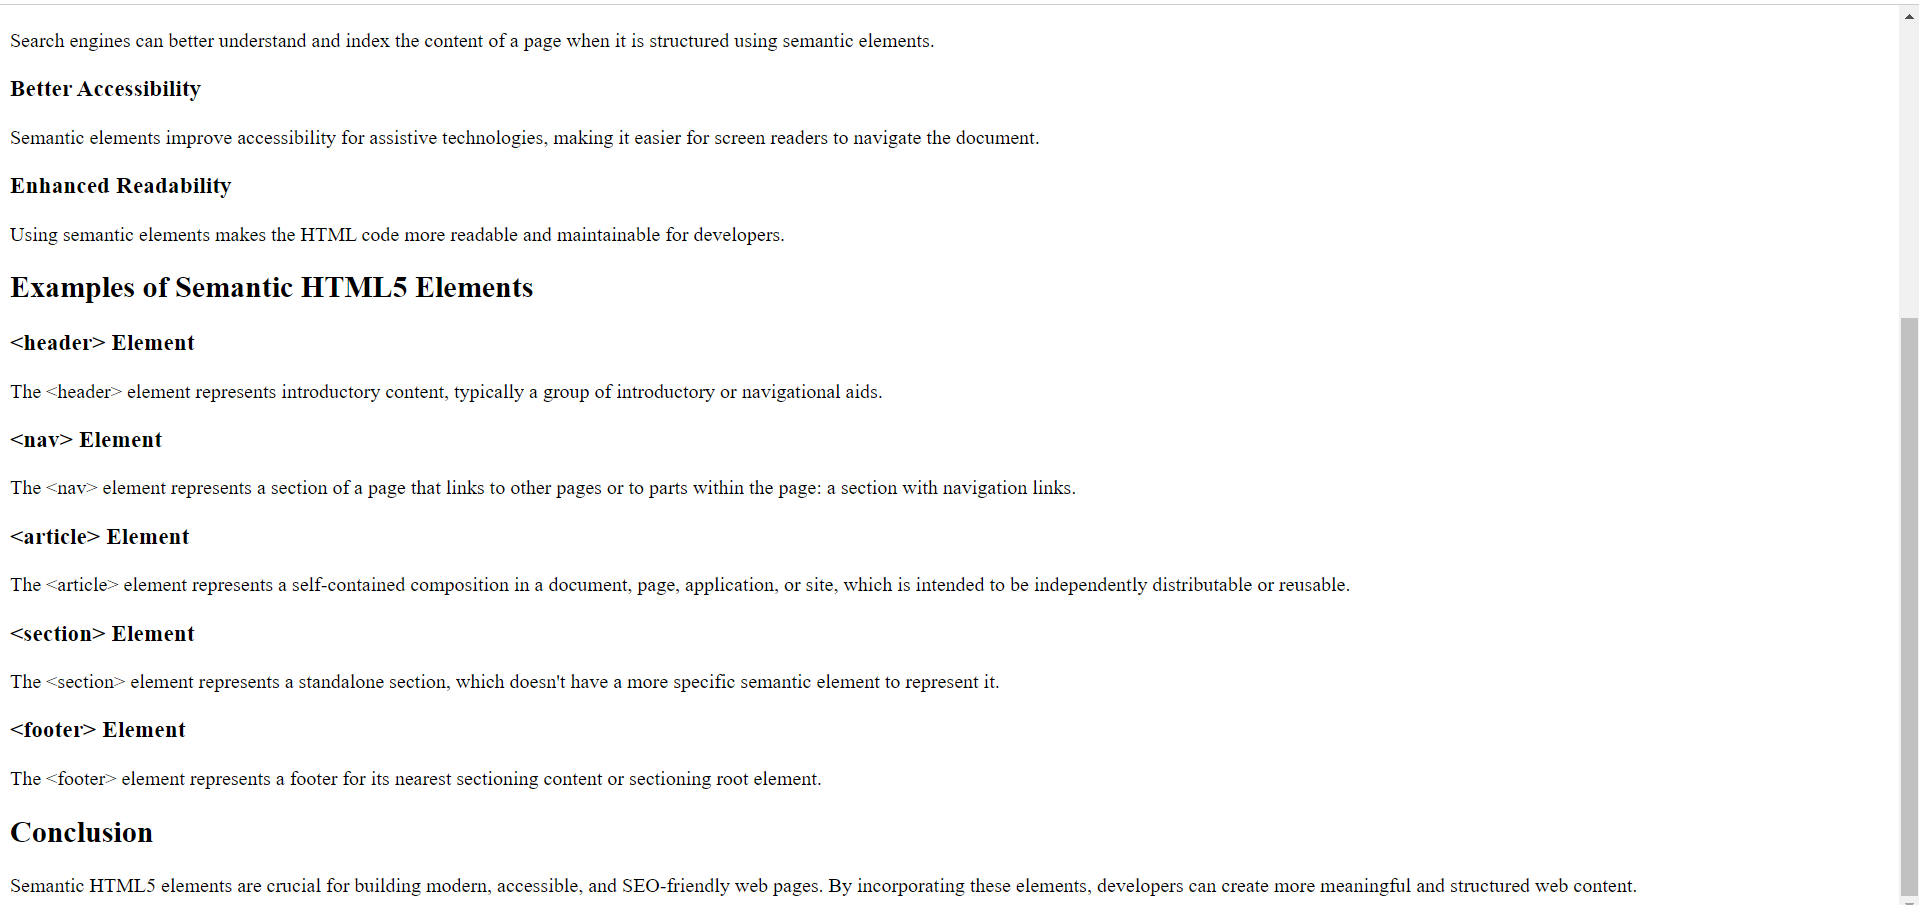 Search engines can better understand and index the content of a page when it is structured using semantic elements.
Better Accessibility
Semantic elements improve accessibility for assistive technologies, making it easier for screen readers to navigate the document.
Enhanced Readability
Using semantic elements makes the HTML code more readable and maintainable for developers.
Examples of Semantic HTML5 Elements
<header> Element
The <header> element represents introductory content, typically a group of introductory or navigational aids.
<nav> Element
The <nav> element represents a section of a page that links to other pages or to parts within the page: a section with navigation links.
<article> Element
The <article> element represents a self-contained composition in a document, page, application, or site, which is intended to be independently distributable or reusable.
<section> Element
The <section> element represents a standalone section, which doesn't have a more specific semantic element to represent it.
<footer> Element
The <footer> element represents a footer for its nearest sectioning content or sectioning root element.
Conclusion
Semantic HTML5 elements are crucial for building modern, accessible, and SEO-friendly web pages. By incorporating these elements, developers can create more meaningful and structured web content.